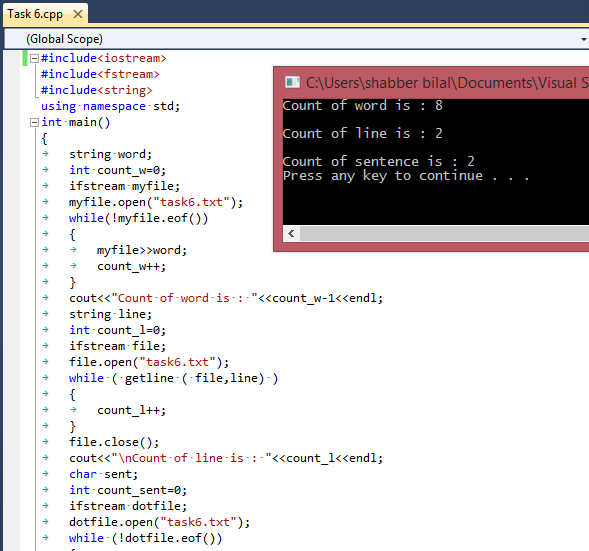 Task 6.cpp
(Global Scope)
#include<iostream>
#include<fstream>
#include<string>
using namespace std;
int main()
{
string word;
int count_w=0;
ifstream myfile;
myfile.open("task6.txt");
while(!myfile.eof())
{
myfile>>word;
count_w++;
}
cout<<"Count of word is : "<<count_w-1<<endl;
string line;
int count_l=0;
ifstream file;
file.open("task6.txt");
while ( getline ( file,line) )
{
count_l++;
}
file.close();
cout<<"\nCount of line is : "<<count_l<<endl;
char sent;
int count_sent=0;
ifstream dotfile;
dotfile.open("task6.txt");
while (!dotfile.eof())
C:\Users\shabber bilal\Documents\Visual S
Count of word is : 8
Count of line is : 2
Count of sentence is : 2
Press any key to continue . . .